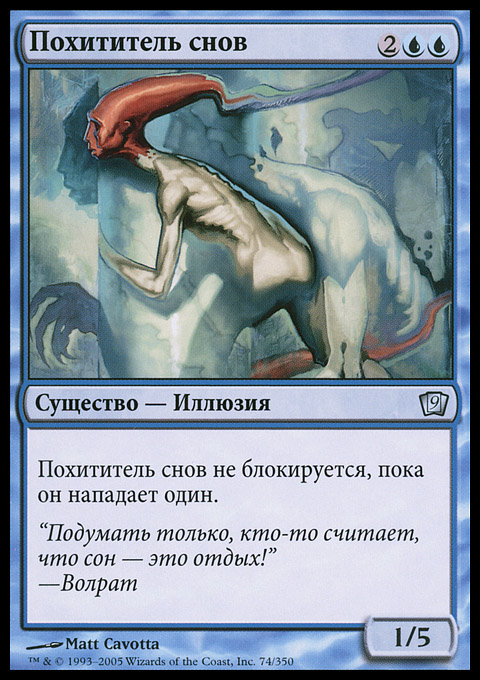 Похититель снов 2
Существо — Иллюзия 9
Похититель снов не блокируется, пока
он нападает один.
“Подумать только, кто-то считает,
что сон — это отдых!”
—Волрат
1/5
Matt Cavotta
™ & © 1993–2005 Wizards of the Coast, Inc. 74/350